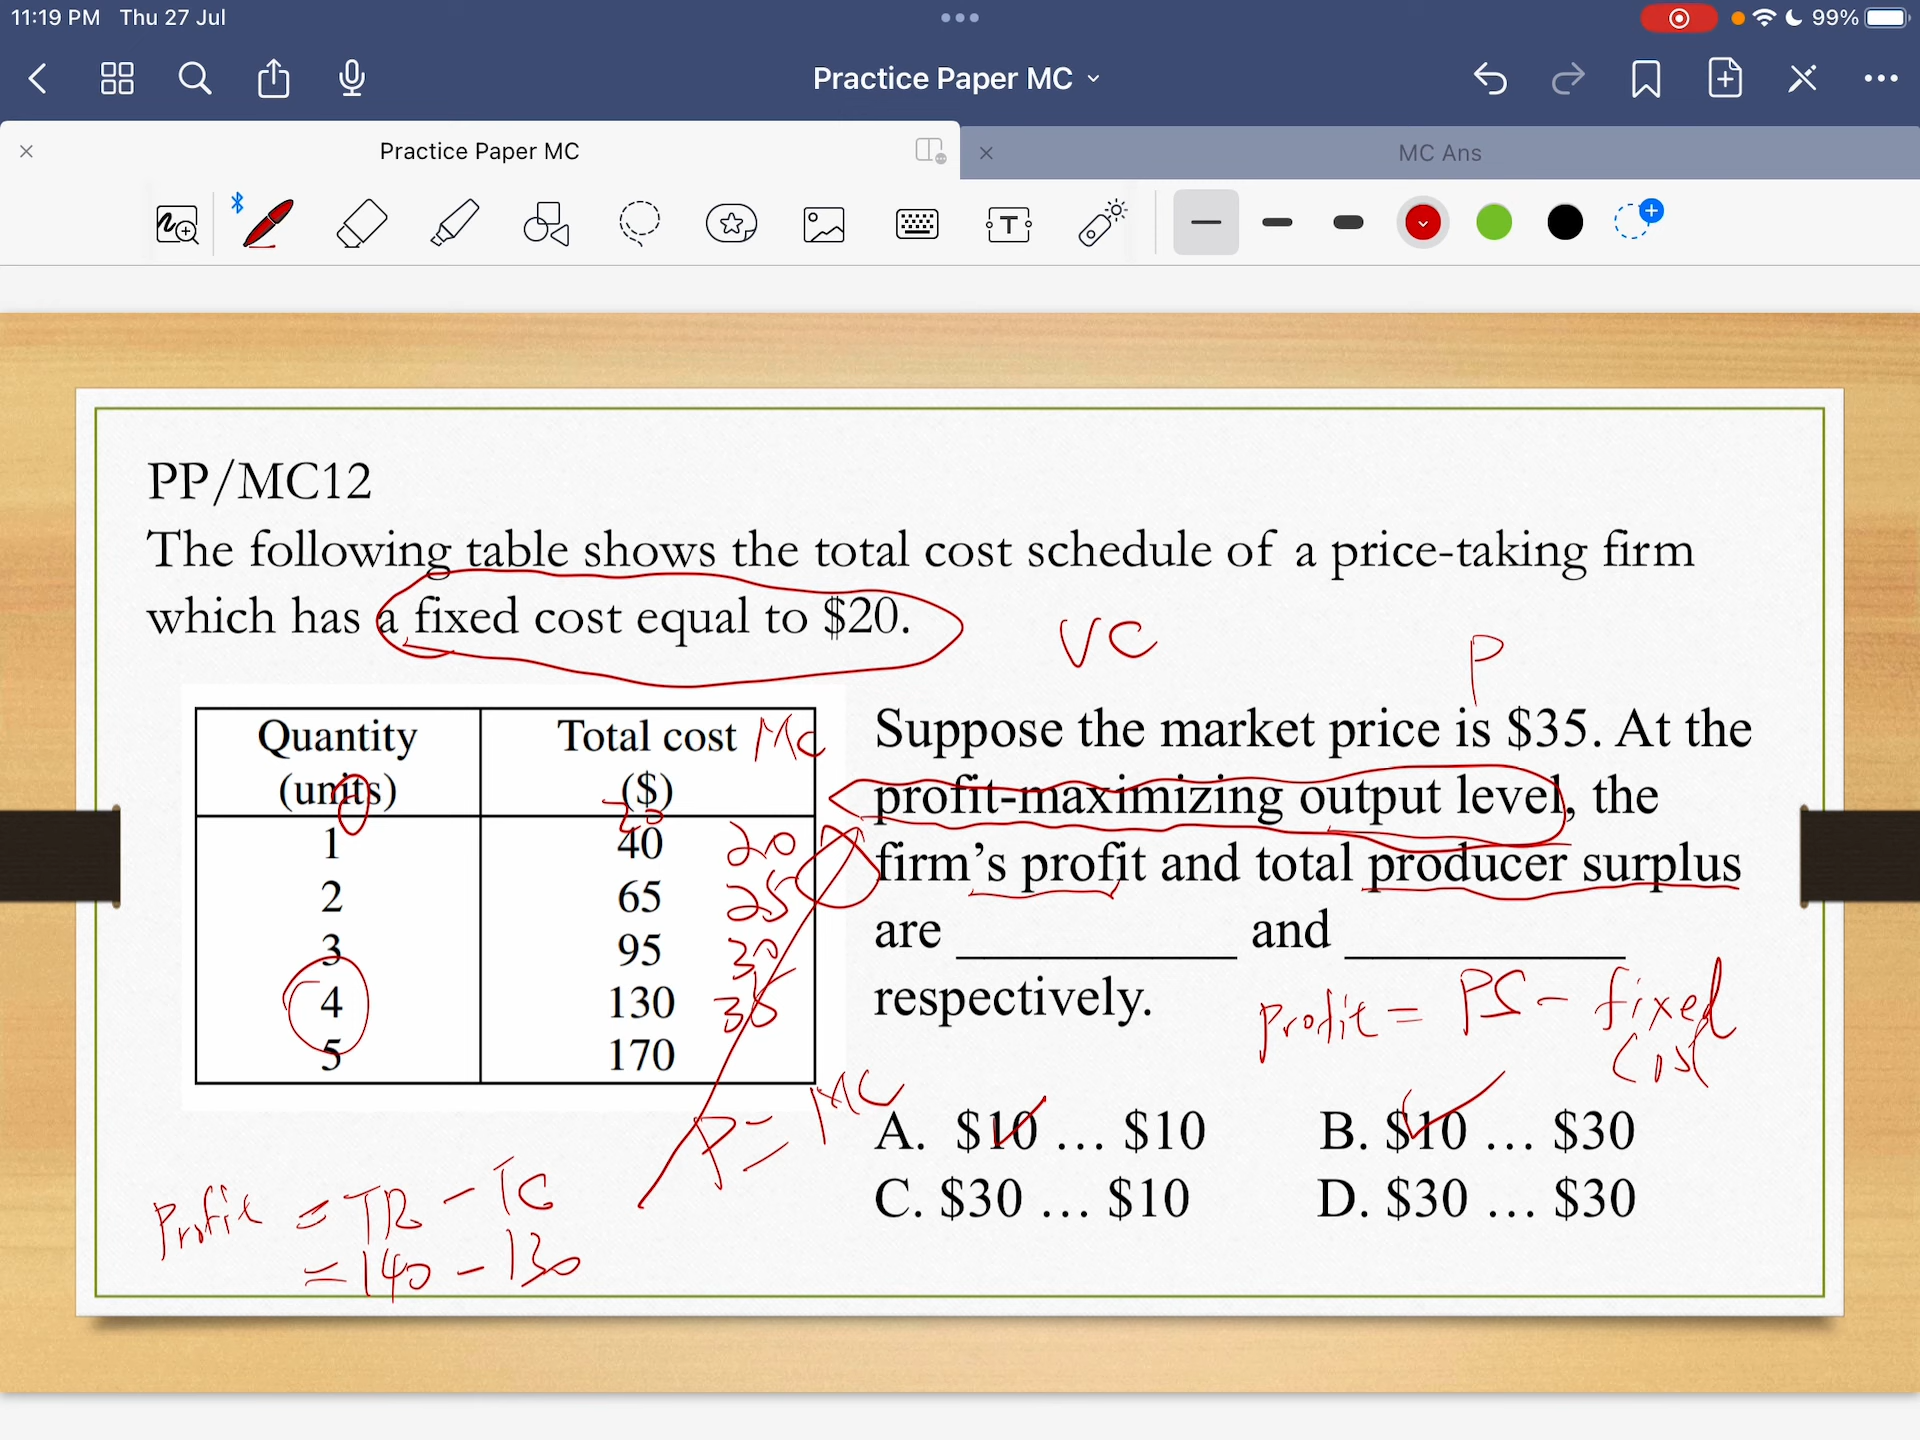 11:19 PM Thu 27 Jul
99%
Practice Paper MC
Practice Paper MC
MC Ans
PP/MC12
The following table shows the total cost schedule of a price-taking firm
which has a fixed cost equal to $20.
VC
P
Quantity
(units)
Total cost
($)
MC
0
20
1 40 20
2 65 25
3 95 30
4 130 35
5 170
Suppose the market price is $35. At the
profit-maximizing output level, the
firm's profit and total producer surplus
are ____________ and ____________
respectively.
profit = PS - fixed
cost
P = MC
A. $10 … $10
B. $10 … $30
C. $30 … $10
D. $30 … $30
Profit = TR - TC
= 140 - 130